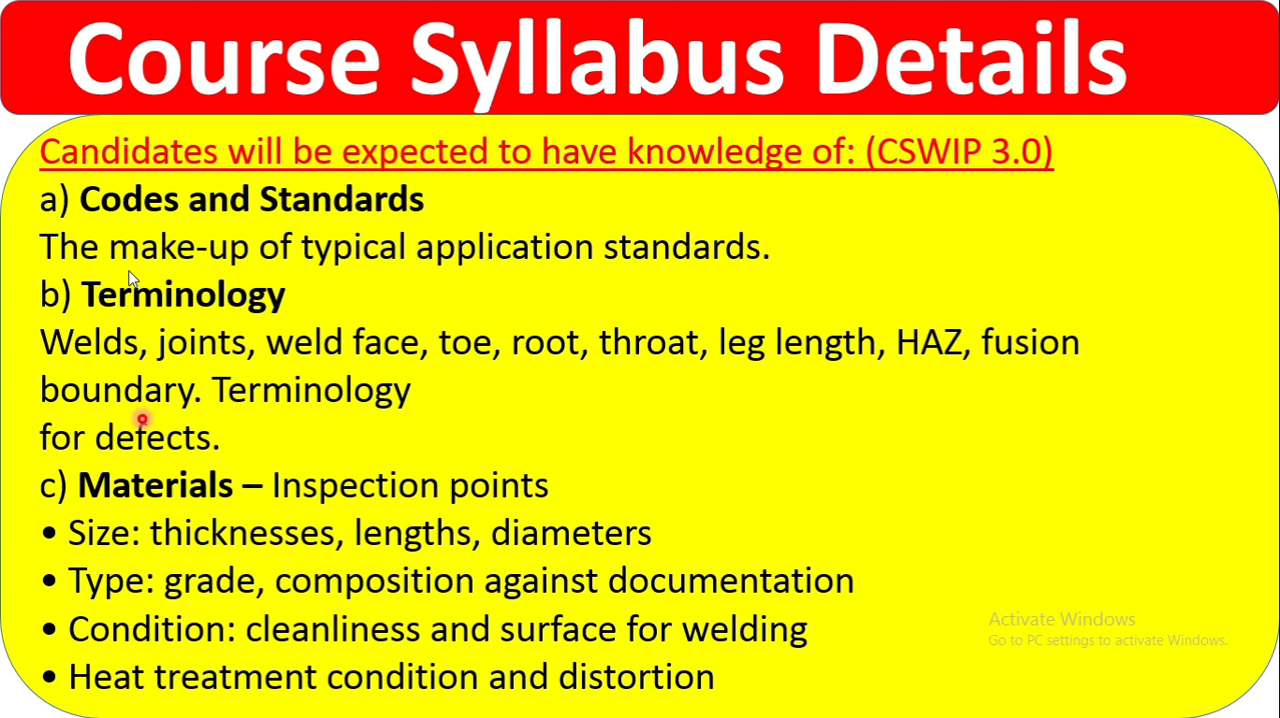 Course Syllabus Details
Candidates will be expected to have knowledge of: (CSWIP 3.0)
a) Codes and Standards
The make-up of typical application standards.
b) Terminology
Welds, joints, weld face, toe, root, throat, leg length, HAZ, fusion
boundary. Terminology
for defects.
c) Materials – Inspection points
• Size: thicknesses, lengths, diameters
• Type: grade, composition against documentation
• Condition: cleanliness and surface for welding
• Heat treatment condition and distortion
Activate Windows
Go to PC settings to activate Windows.